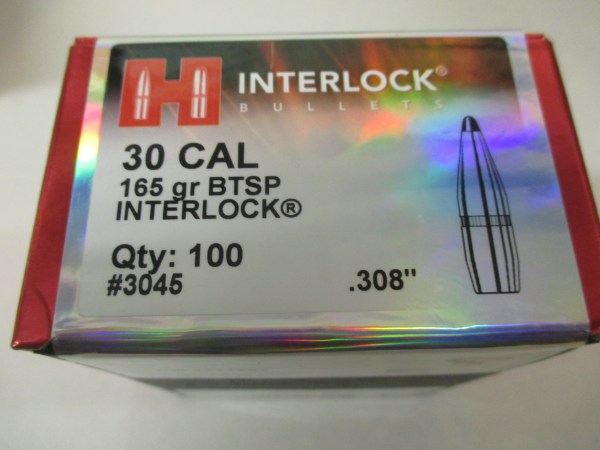 H INTERLOCK®
BULLETS
30 CAL
165 gr BTSP
INTERLOCK®
Qty: 100
#3045
.308"